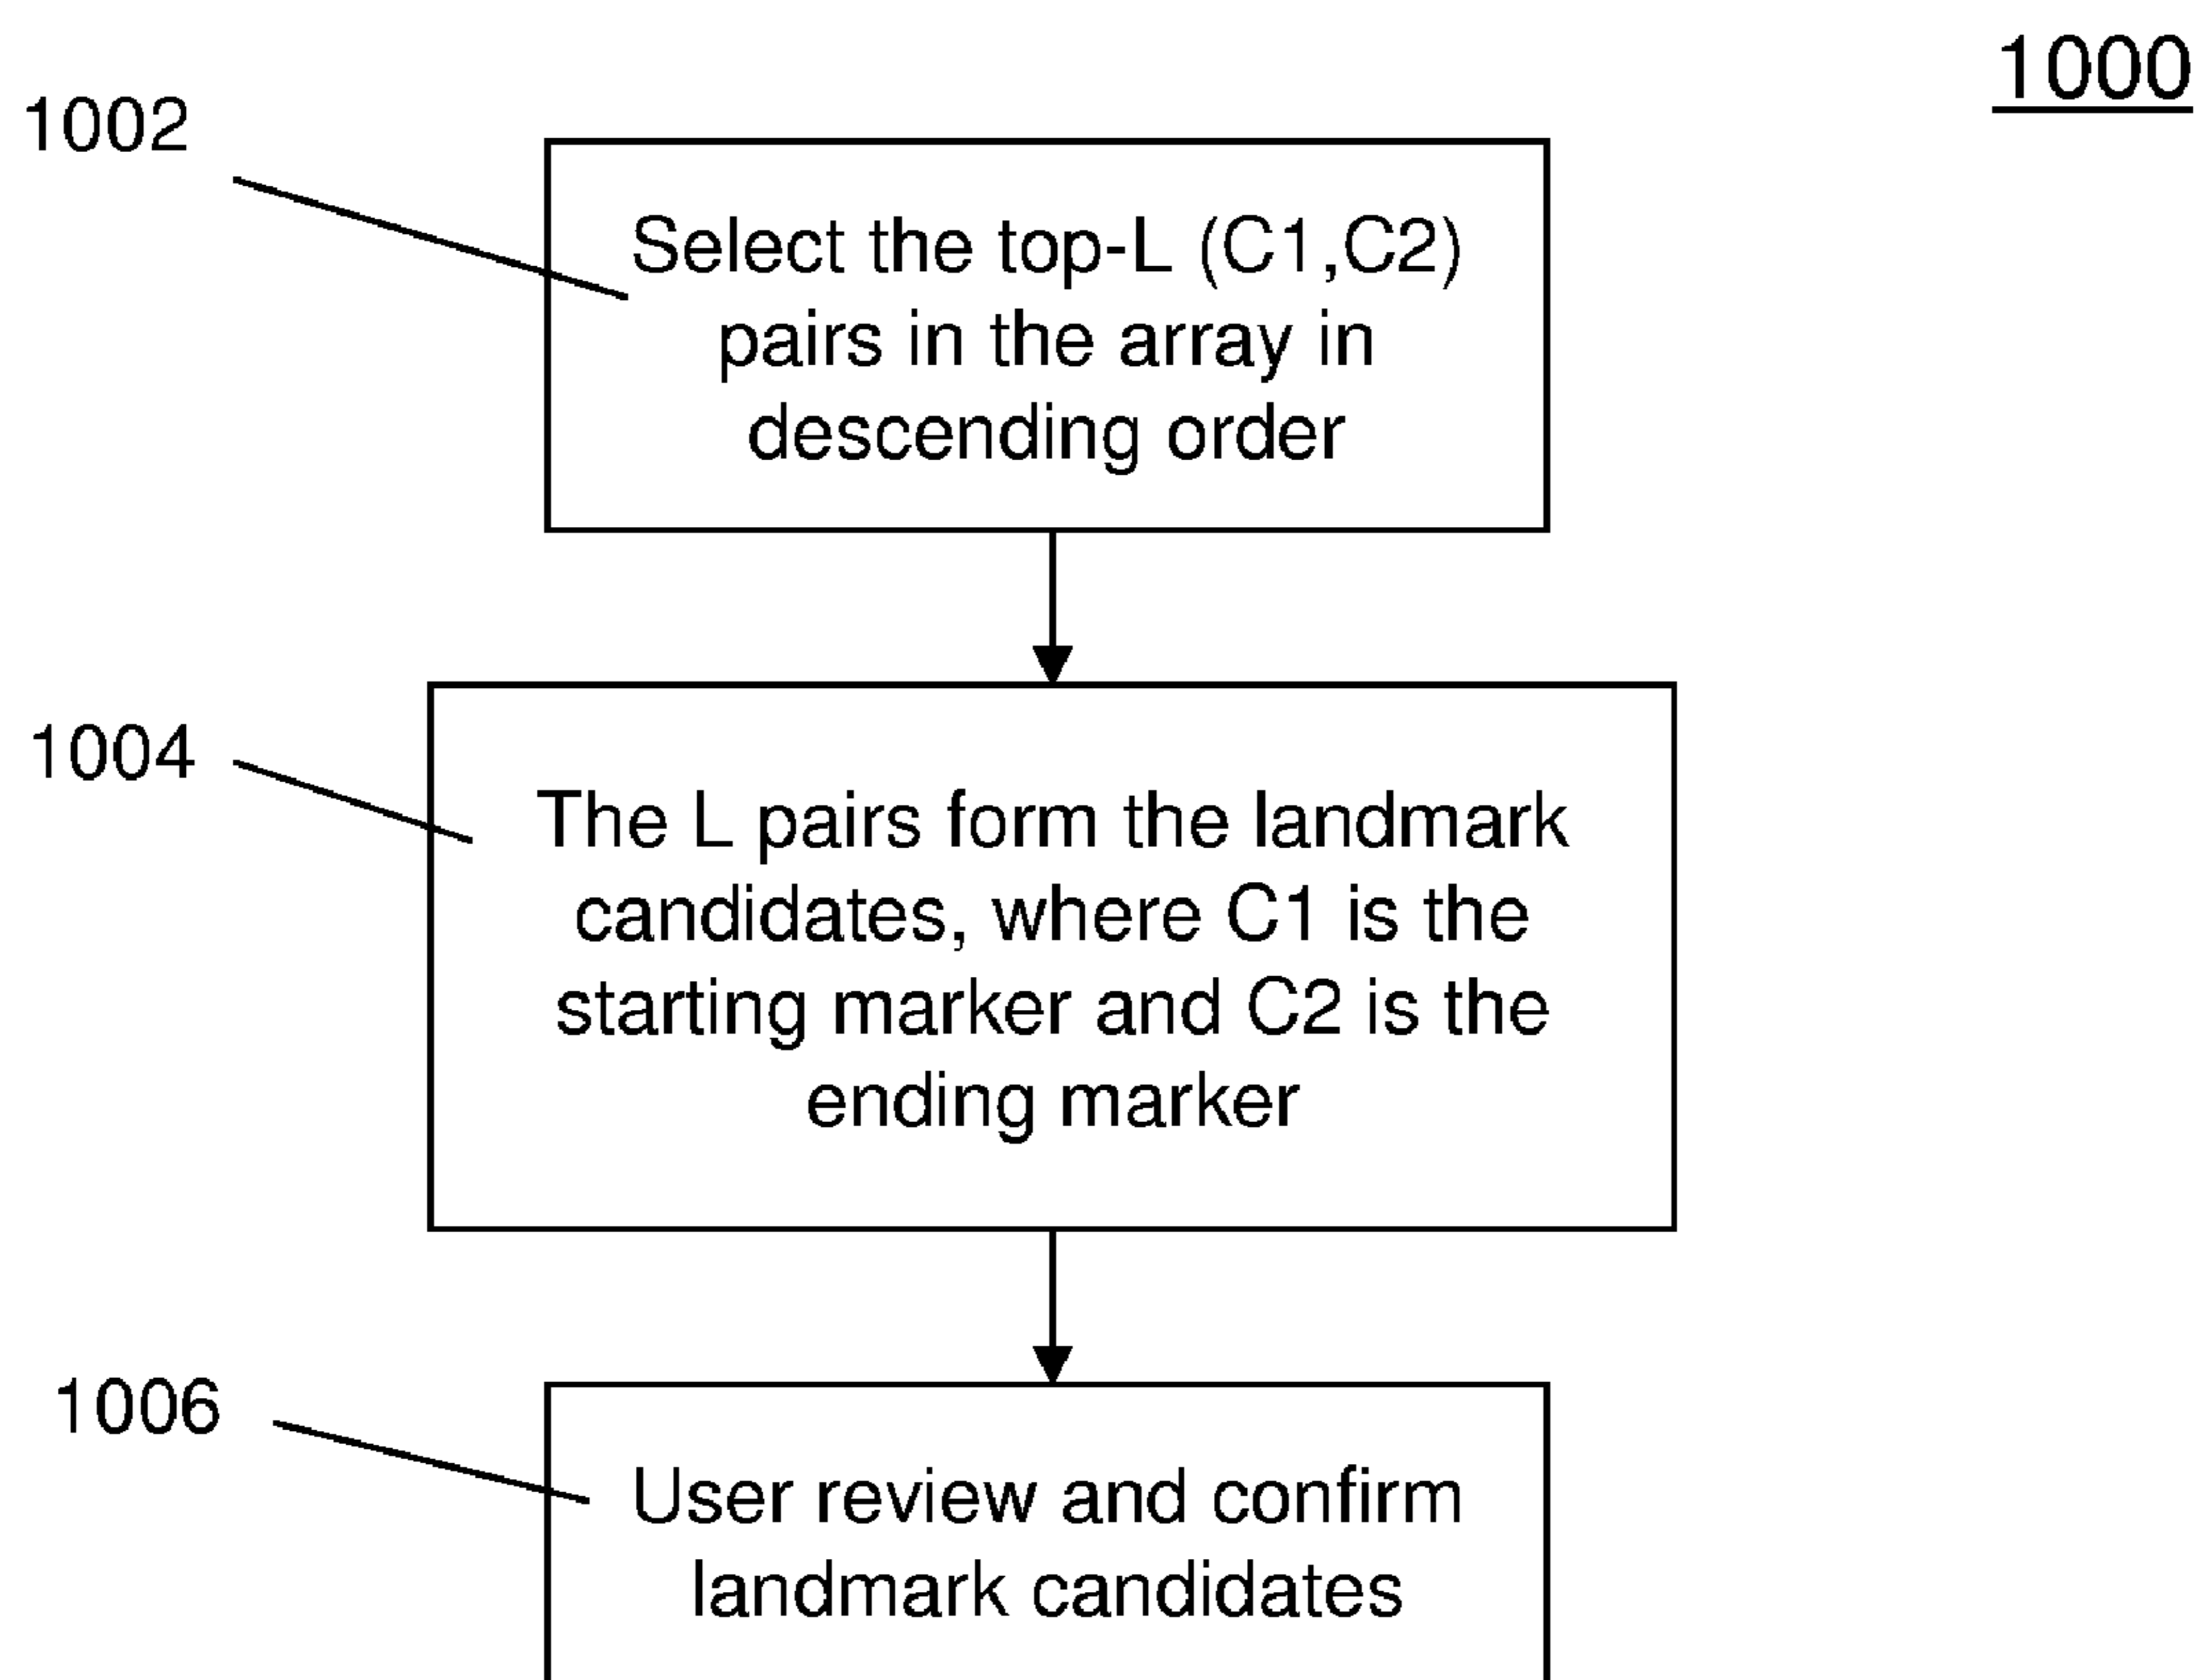 1000
1002
Select the top-L (C1,C2)
pairs in the array in
descending order
1004
The L pairs form the landmark
candidates, where C1 is the
starting marker and C2 is the
ending marker
1006
User review and confirm
landmark candidates